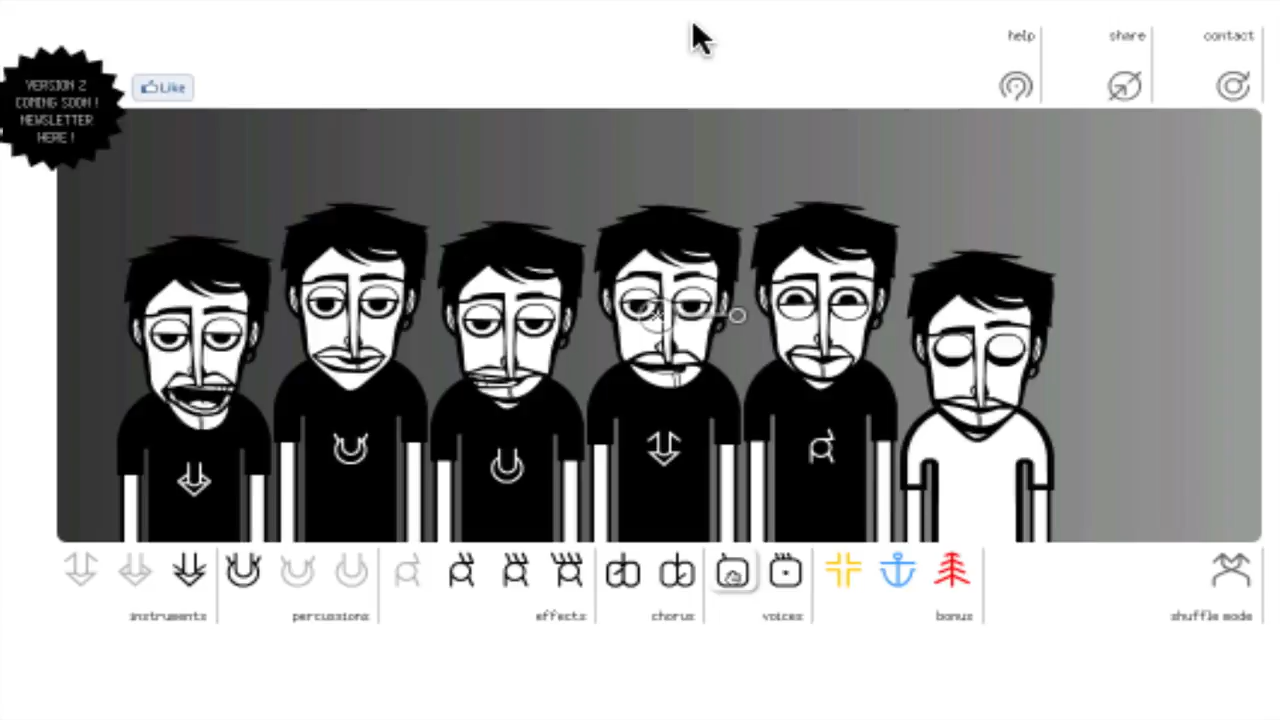 help
share
contact
VERSION 2
COMING SOON !
NEWSLETTER
HERE !
Like
instruments
percussions
effects
chorus
voices
bonus
shuffle mode